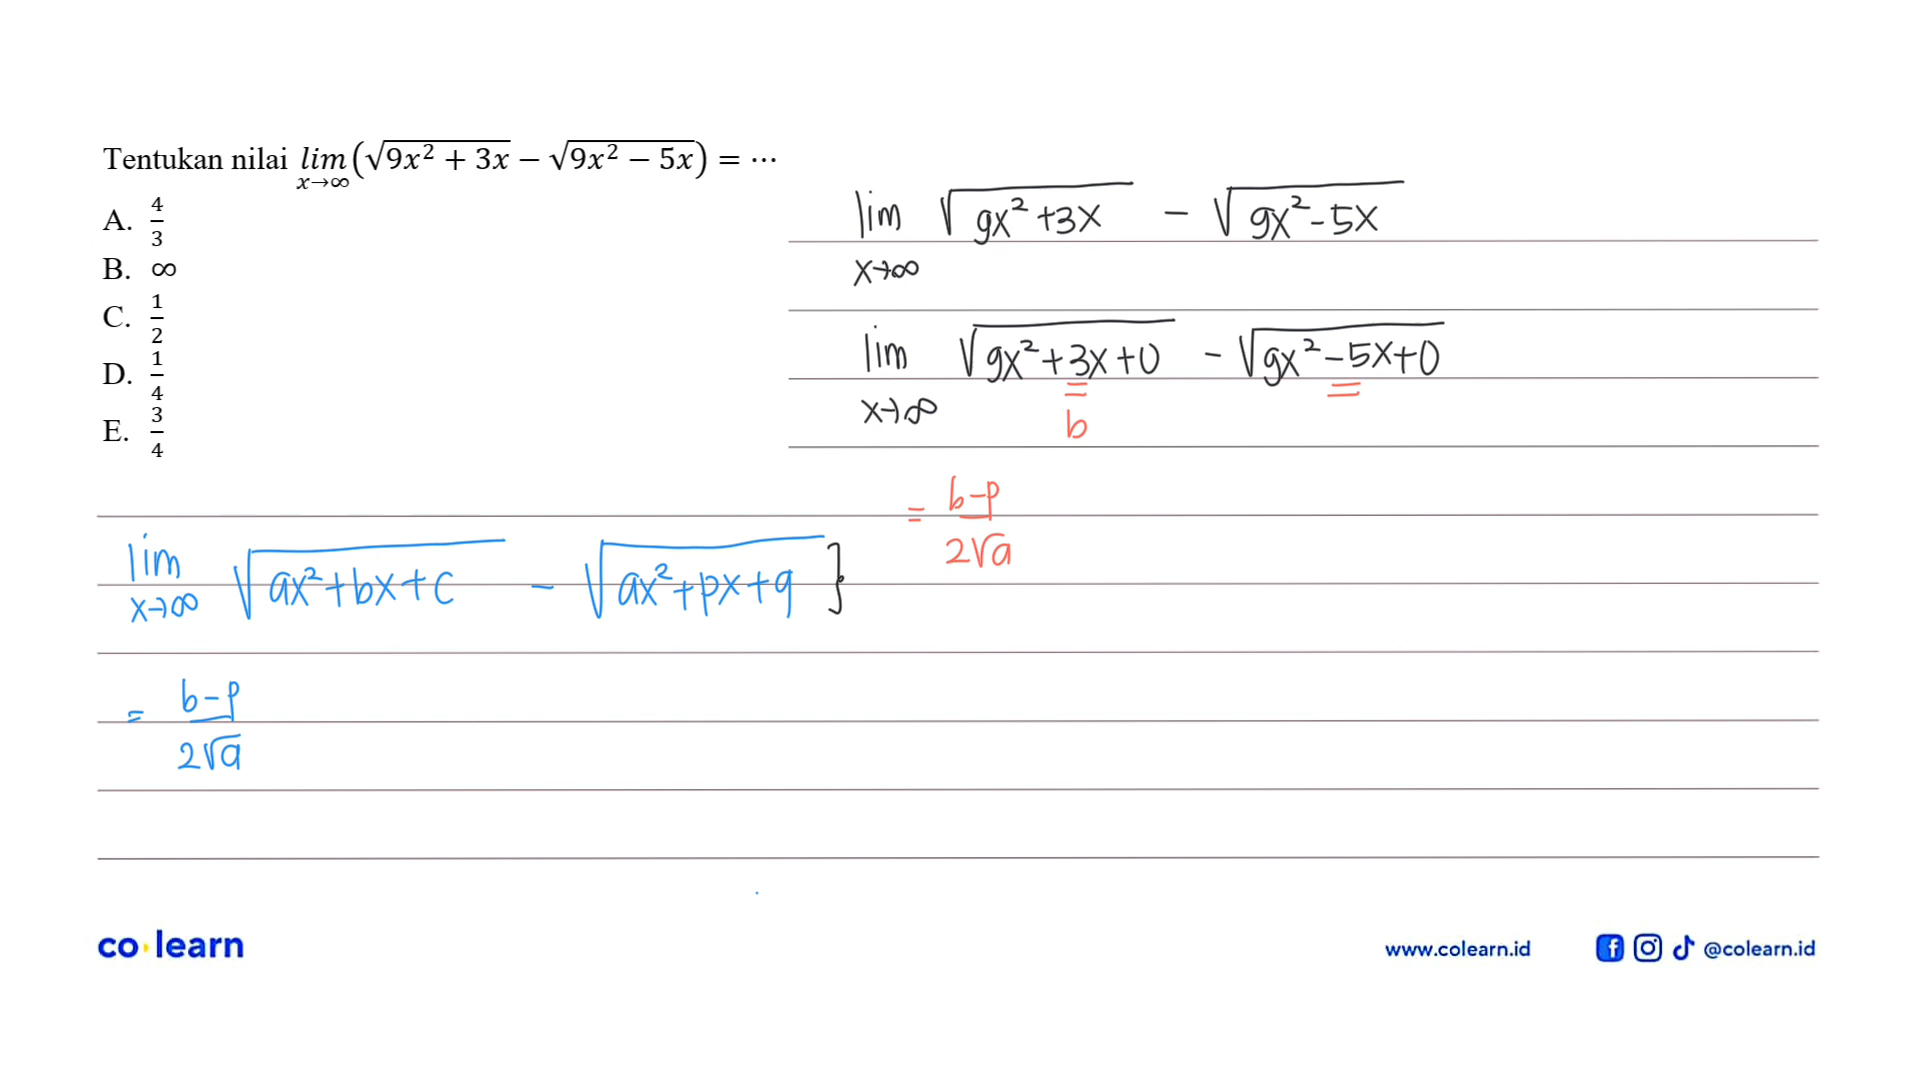 Tentukan nilai lim x→∞ (√(9x² + 3x) − √(9x² − 5x)) = ⋯
A. 4/3
B. ∞
C. 1/2
D. 1/4
E. 3/4
lim √(9x²+3x) − √(9x²-5x)
x→∞
lim √(9x²+3x+0) − √(9x²−5x+0)
x→∞ b
= (b-p)/(2√a)
lim √(ax²+bx+c) − √(ax²+px+q) }
x→∞
= (b-p)/(2√a)
co·learn
www.colearn.id @colearn.id